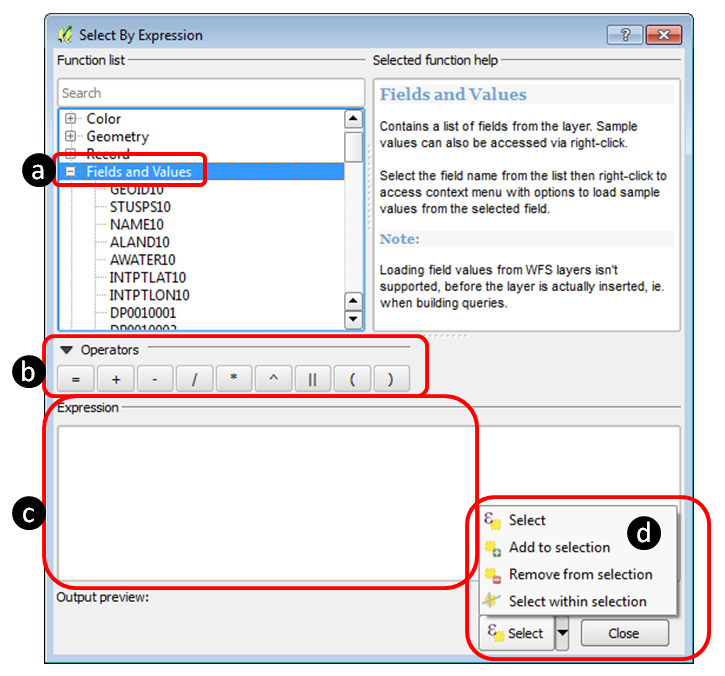 Select By Expression
Function list
Search
Color
Geometry
Record
a
Fields and Values
GEOID10
STUSPS10
NAME10
ALAND10
AWATER10
INTPTLAT10
INTPTLON10
DP0010001
DP0010002
Selected function help
Fields and Values
Contains a list of fields from the layer. Sample
values can also be accessed via right-click.
Select the field name from the list then right-click to
access context menu with options to load sample
values from the selected field.
Note:
Loading field values from WFS layers isn't
supported, before the layer is actually inserted, ie.
when building queries.
b
Operators
= + - / * ^ || ( )
Expression
c
d
Select
Add to selection
Remove from selection
Select within selection
Output preview:
Select Close